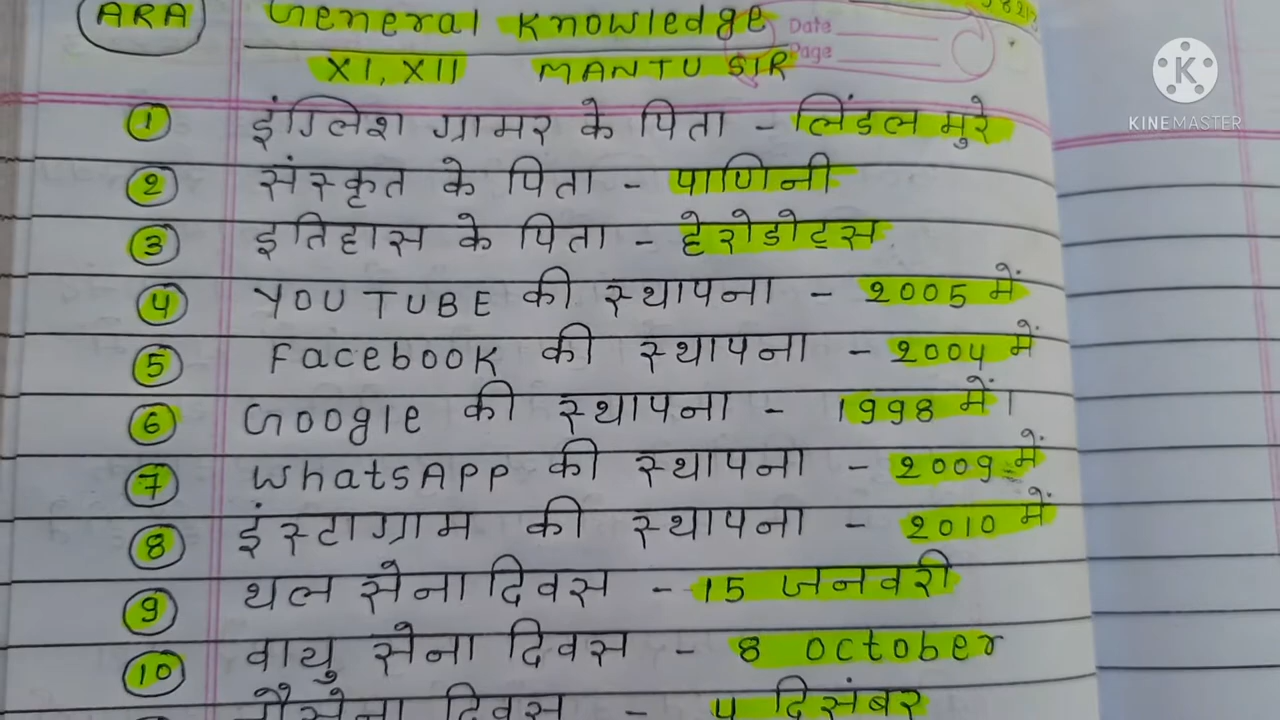 ARA
General Knowledge
Date
Page
XI, XII MANTU SIR
KINEMASTER
1 इंग्लिश ग्रामर के पिता - लिंडल मुरे
2 संस्कृत के पिता - पाणिनी
3 इतिहास के पिता - हेरोडोट्स
4 YOUTUBE की स्थापना - 2005 में
5 Facebook की स्थापना - 2004 में
6 Google की स्थापना - 1998 में।
7 WhatsAPP की स्थापना - 2009 में
8 इंस्टाग्राम की स्थापना - 2010 में
9 थल सेना दिवस - 15 जनवरी
10 वायु सेना दिवस - 8 October
नौसेना दिवस - 4 दिसंबर